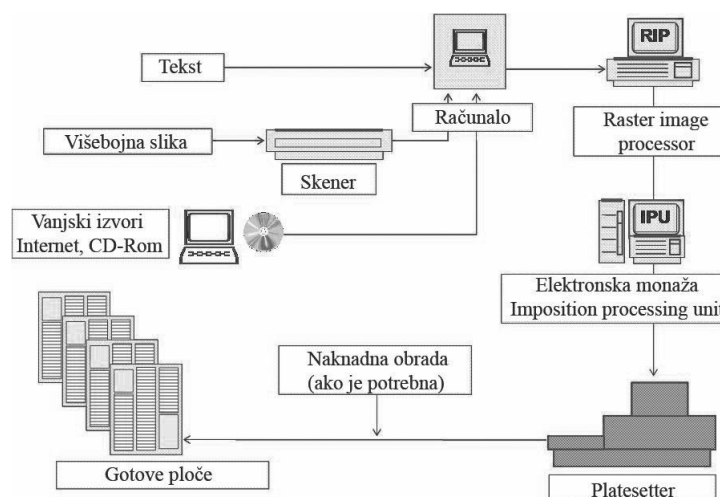 Tekst
RIP
Računalo
Raster image
processor
Višebojna slika
Skener
Vanjski izvori
Internet, CD-Rom
IPU
Elektronska monaža
Imposition processing unit
Naknadna obrada
(ako je potrebna)
Gotove ploče
Platesetter